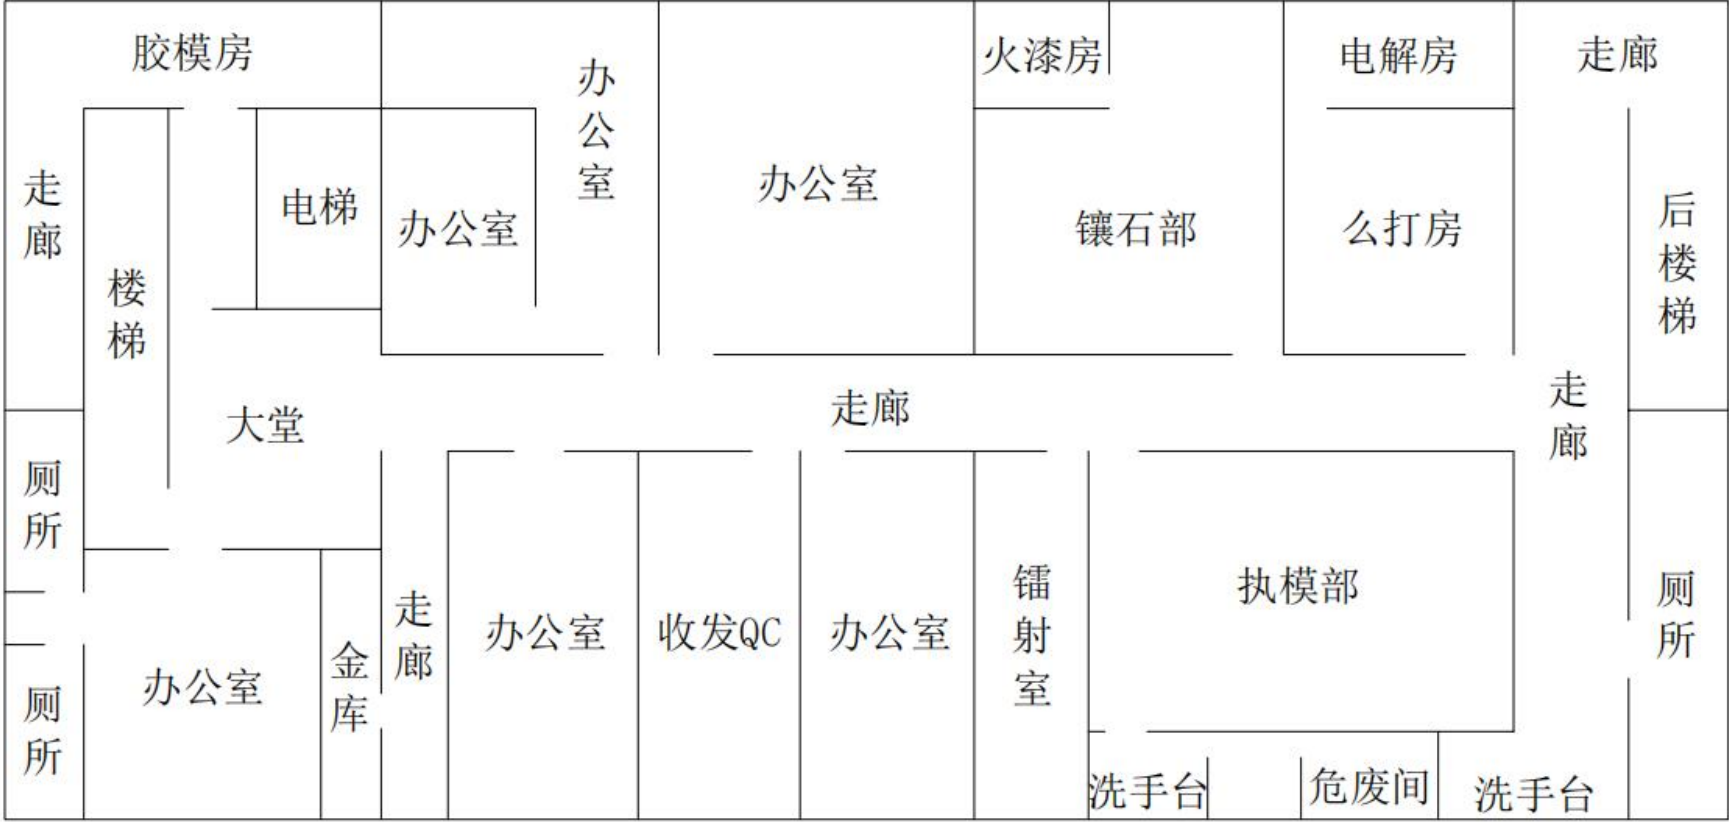 胶模房
办公室
火漆房
电解房
走廊
走廊
楼梯
电梯
办公室
办公室
镶石部
么打房
后楼梯
大堂
走廊
走廊
厕所
厕所
办公室
金库
走廊
办公室
收发QC
办公室
镭射室
执模部
厕所
洗手台
危废间
洗手台